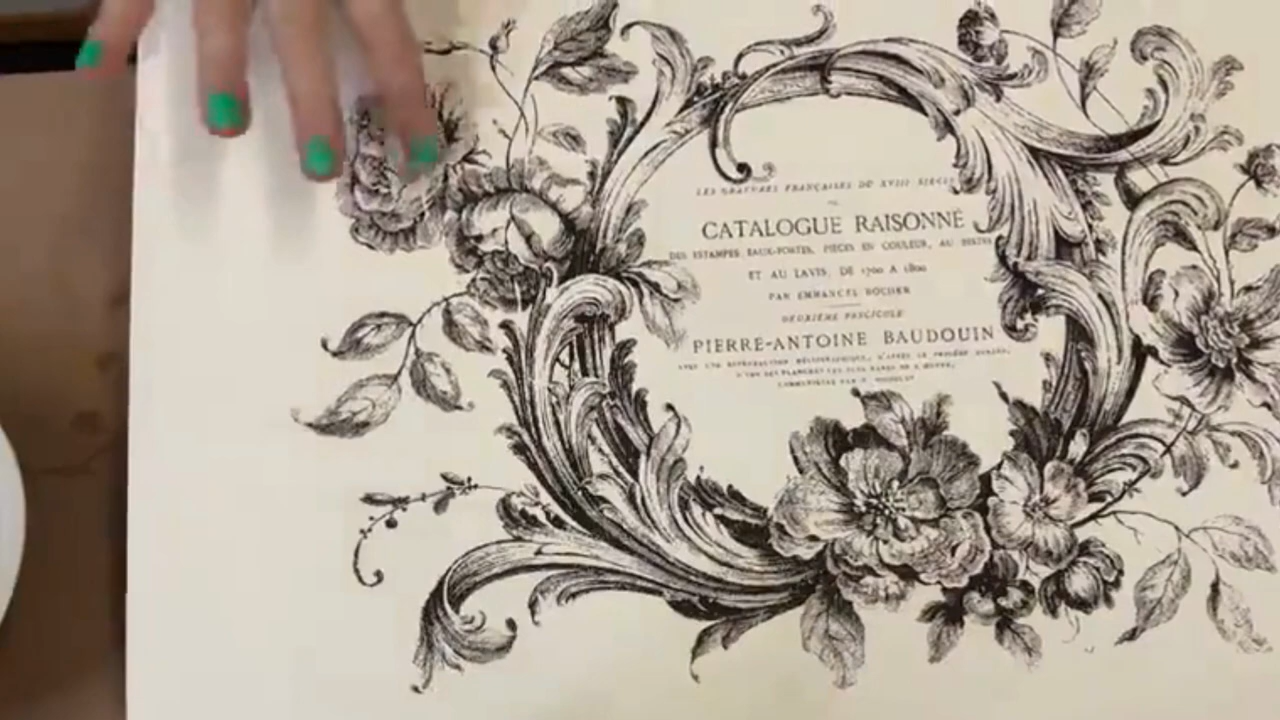 LES GRAVURES FRANÇAISES DU XVIII SIÈCLE
CATALOGUE RAISONNÉ
DES ESTAMPES, EAUX-FORTES, PIÈCES EN COULEUR, AU BISTRE
ET AU LAVIS, DE 1700 A 1800
PAR EMMANUEL BOCHER
DEUXIÈME FASCICULE
PIERRE-ANTOINE BAUDOUIN